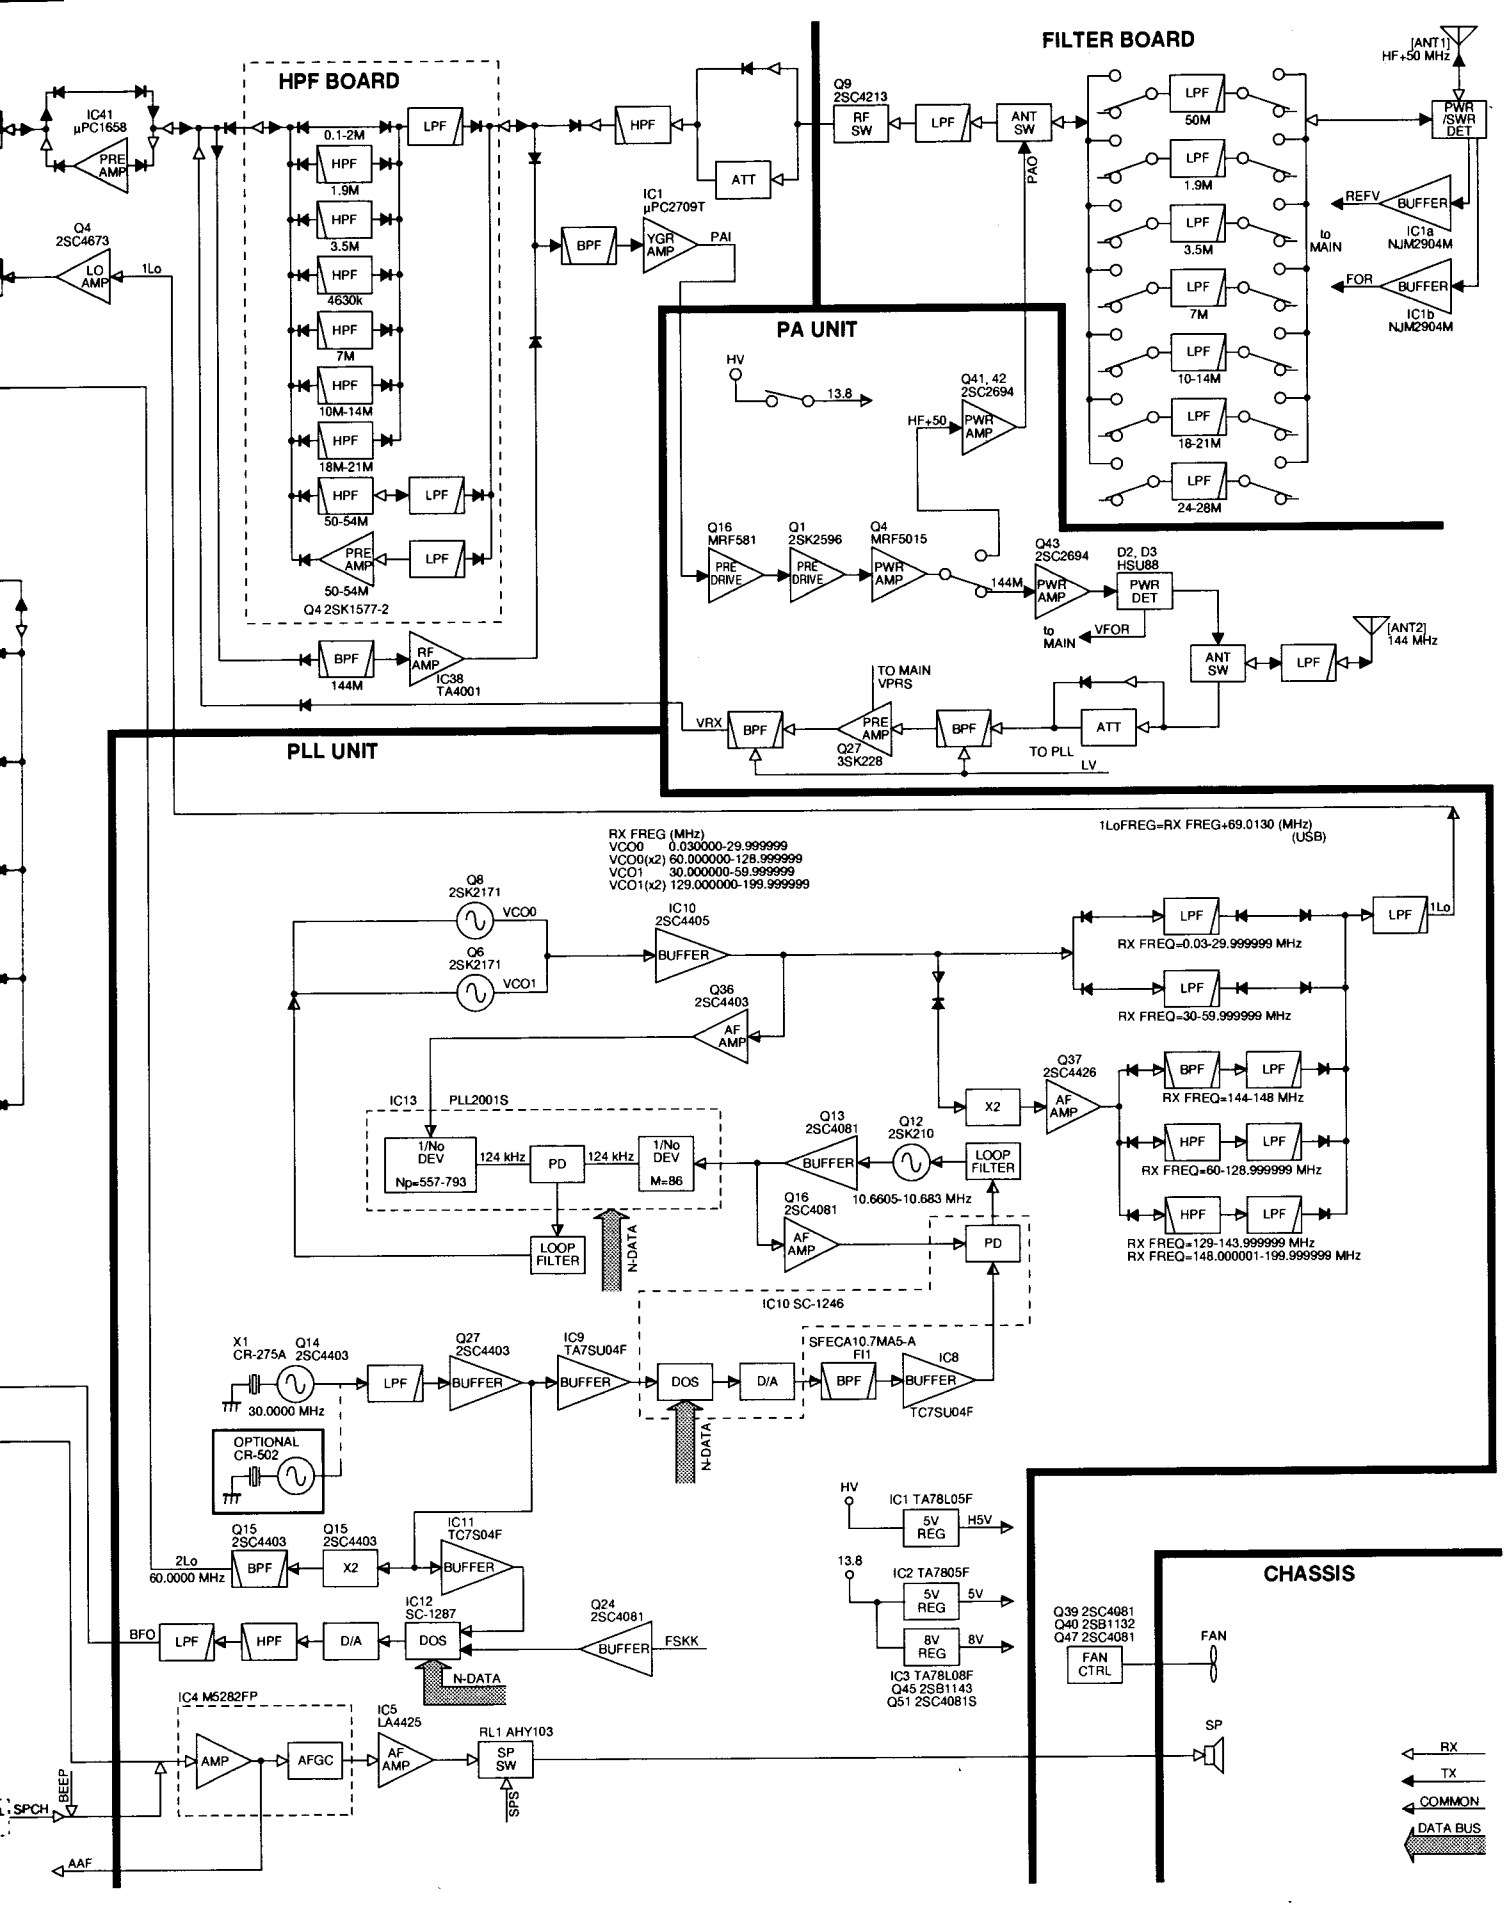 FILTER BOARD
[ANT1]
HF+50 MHz
HPF BOARD
IC41
µPC1658
PRE
AMP
0.1-2M
LPF
HPF
1.9M
HPF
3.5M
HPF
4630k
HPF
7M
HPF
10M-14M
HPF
18M-21M
HPF
LPF
50-54M
PRE
AMP
LPF
50-54M
Q4 2SK1577-2
BPF
144M
RF
AMP
IC38
TA4001
Q4
2SC4673
LO
AMP
1Lo
HPF
ATT
IC1
µPC2709T
BPF
YGR
AMP
PAI
Q9
2SC4213
RF
SW
LPF
ANT
SW
PAO
LPF
50M
LPF
1.9M
LPF
3.5M
LPF
7M
LPF
10-14M
LPF
18-21M
LPF
24-28M
PWR
/SWR
DET
REFV
BUFFER
IC1a
NJM2904M
to
MAIN
FOR
BUFFER
IC1b
NJM2904M
PA UNIT
HV
13.8
Q41, 42
2SC2694
HF+50
PWR
AMP
Q16
MRF581
PRE
DRIVE
Q1
2SK2596
PRE
DRIVE
Q4
MRF5015
PWR
AMP
144M
Q43
2SC2694
PWR
AMP
D2, D3
HSU88
PWR
DET
to
MAIN
VFOR
ANT
SW
LPF
[ANT2]
144 MHz
TO MAIN
VPRS
VRX
BPF
PRE
AMP
Q27
3SK228
BPF
ATT
TO PLL
LV
PLL UNIT
RX FREG (MHz)
VCO0 0.030000-29.999999
VCO0(x2) 60.000000-128.999999
VCO1 30.000000-59.999999
VCO1(x2) 129.000000-199.999999
1LoFREG=RX FREG+69.0130 (MHz)
(USB)
Q8
2SK2171
VCO0
Q6
2SK2171
VCO1
IC10
2SC4405
BUFFER
Q36
2SC4403
AF
AMP
LPF
RX FREQ=0.03-29.999999 MHz
LPF
RX FREQ=30-59.999999 MHz
LPF
1Lo
X2
Q37
2SC4426
AF
AMP
BPF
LPF
RX FREQ=144-148 MHz
HPF
LPF
RX FREQ=60-128.999999 MHz
HPF
LPF
RX FREQ=129-143.999999 MHz
RX FREQ=148.000001-199.999999 MHz
IC13 PLL2001S
1/No
DEV
Np=557-793
124 kHz
PD
124 kHz
1/No
DEV
M=86
LOOP
FILTER
N-DATA
Q13
2SC4081
BUFFER
Q12
2SK210
LOOP
FILTER
10.6605-10.683 MHz
Q16
2SC4081
AF
AMP
PD
IC10 SC-1246
X1
CR-275A
Q14
2SC4403
30.0000 MHz
LPF
Q27
2SC4403
BUFFER
IC9
TA7SU04F
BUFFER
DOS
D/A
N-DATA
SFECA10.7MA5-A
FI1
BPF
IC8
BUFFER
TC7SU04F
OPTIONAL
CR-502
2Lo
60.0000 MHz
Q15
2SC4403
BPF
Q15
2SC4403
X2
IC11
TC7S04F
BUFFER
BFO
LPF
HPF
D/A
IC12
SC-1287
DOS
N-DATA
Q24
2SC4081
BUFFER
FSKK
HV
IC1 TA78L05F
5V
REG
H5V
13.8
IC2 TA7805F
5V
REG
5V
8V
REG
8V
IC3 TA78L08F
Q45 2SB1143
Q51 2SC4081S
CHASSIS
Q39 2SC4081
Q40 2SB1132
Q47 2SC4081
FAN
CTRL
FAN
IC4 M5282FP
AMP
AFGC
IC5
LA4425
AF
AMP
RL1 AHY103
SP
SW
SPS
SP
BEEP
SPCH
AAF
RX
TX
COMMON
DATA BUS